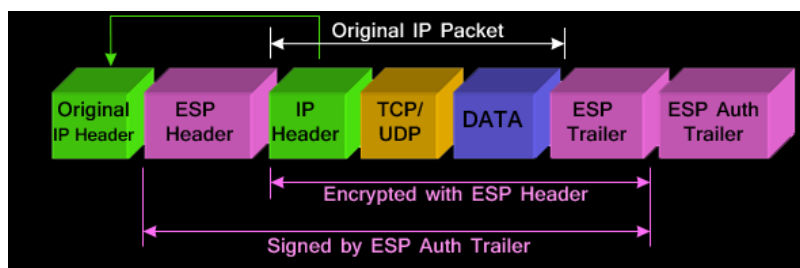 Original IP Packet
Original
IP Header
ESP
Header
IP
Header
TCP/
UDP
DATA
ESP
Trailer
ESP Auth
Trailer
Encrypted with ESP Header
Signed by ESP Auth Trailer